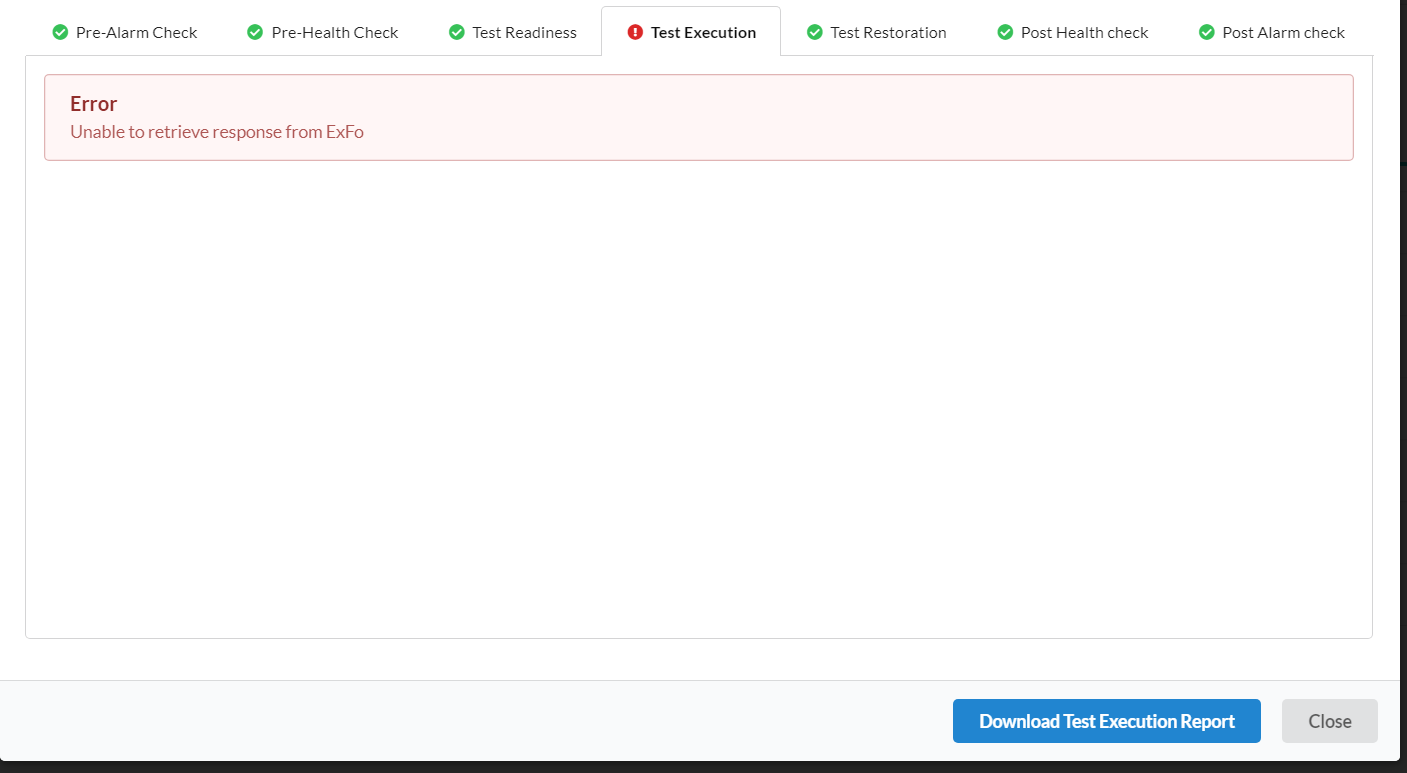 Pre-Alarm Check Pre-Health Check Test Readiness Test Execution Test Restoration Post Health check Post Alarm check
Error
Unable to retrieve response from ExFo
Download Test Execution Report Close